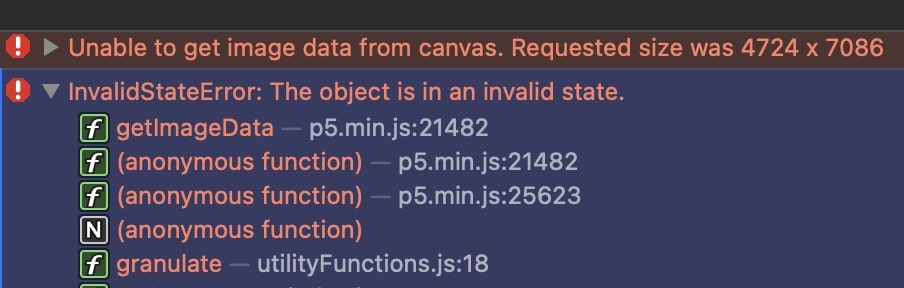 Unable to get image data from canvas. Requested size was 4724 x 7086
InvalidStateError: The object is in an invalid state.
f getImageData — p5.min.js:21482
f (anonymous function) — p5.min.js:21482
f (anonymous function) — p5.min.js:25623
N (anonymous function)
f granulate — utilityFunctions.js:18